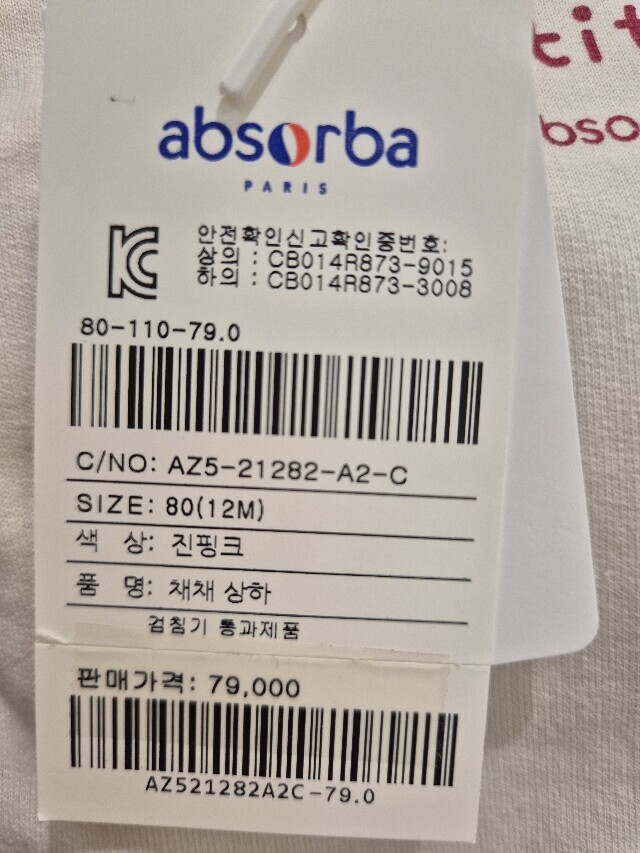 absorba
PARIS
안전확인신고확인증번호:
상의 : CB014R873-9015
하의 : CB014R873-3008
80-110-79.0
C/NO: AZ5-21282-A2-C
SIZE: 80(12M)
색 상: 진핑크
품 명: 채채 상하
검침기 통과제품
판매가격: 79,000
AZ521282A2C-79.0